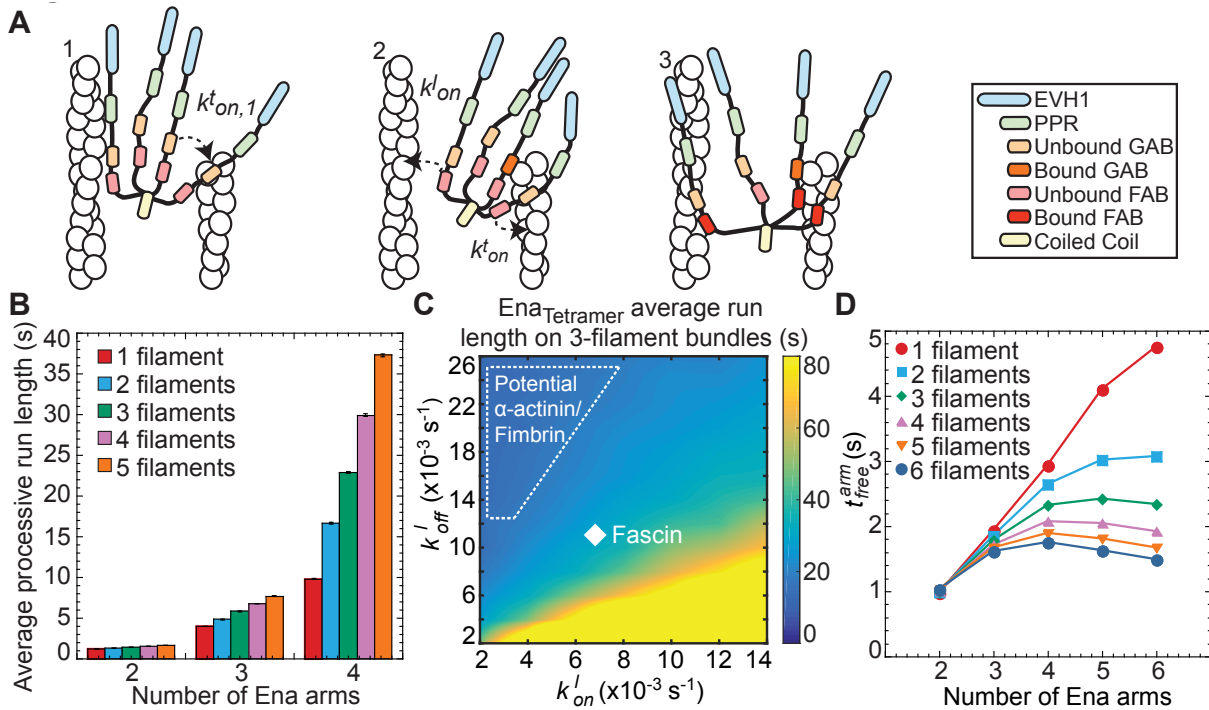 A
1
k^t_on,1
2
k^l_on
k^t_on
3
EVH1
PPR
Unbound GAB
Bound GAB
Unbound FAB
Bound FAB
Coiled Coil
B
Average processive run length (s)
40
35
30
25
20
15
10
5
0
1 filament
2 filaments
3 filaments
4 filaments
5 filaments
2
3
4
Number of Ena arms
C
Ena_Tetramer average run
length on 3-filament bundles (s)
k^l_off (x10^-3 s^-1)
26
22
18
14
10
6
2
Potential
α-actinin/
Fimbrin
Fascin
2
4
6
8
10
12
14
k^l_on (x10^-3 s^-1)
80
60
40
20
0
D
t^arm_free (s)
5
4
3
2
1
0
1 filament
2 filaments
3 filaments
4 filaments
5 filaments
6 filaments
2
3
4
5
6
Number of Ena arms